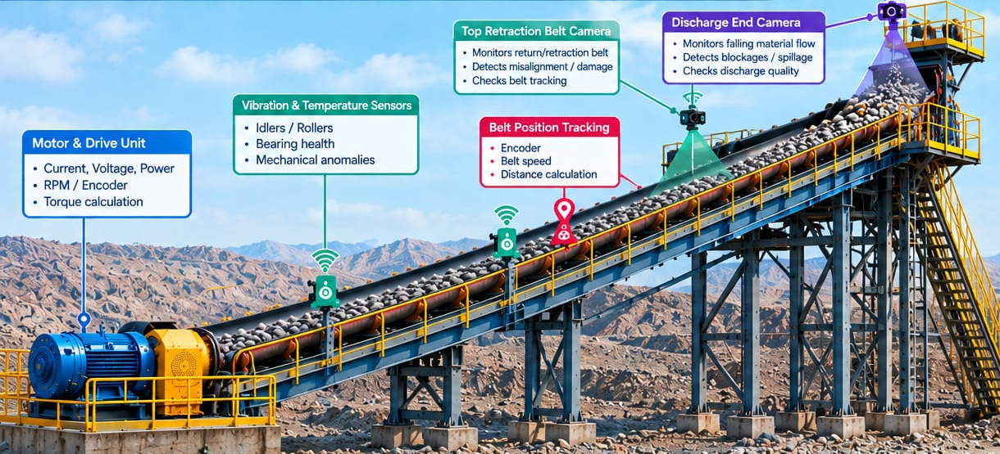 Motor & Drive Unit
• Current, Voltage, Power
• RPM / Encoder
• Torque calculation
Vibration & Temperature Sensors
• Idlers / Rollers
• Bearing health
• Mechanical anomalies
Top Retraction Belt Camera
• Monitors return/retraction belt
• Detects misalignment / damage
• Checks belt tracking
Belt Position Tracking
• Encoder
• Belt speed
• Distance calculation
Discharge End Camera
• Monitors falling material flow
• Detects blockages / spillage
• Checks discharge quality